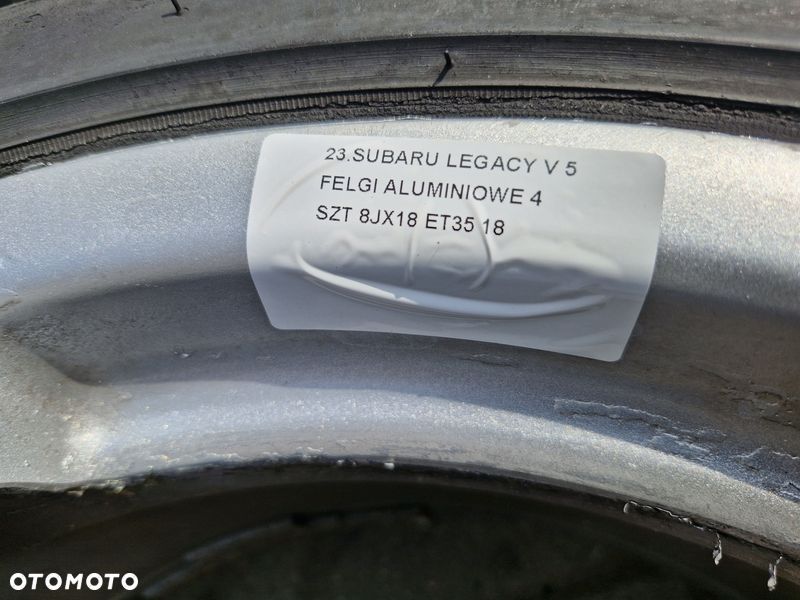 23.SUBARU LEGACY V 5
FELGI ALUMINIOWE 4
SZT 8JX18 ET35 18
OTOMOTO